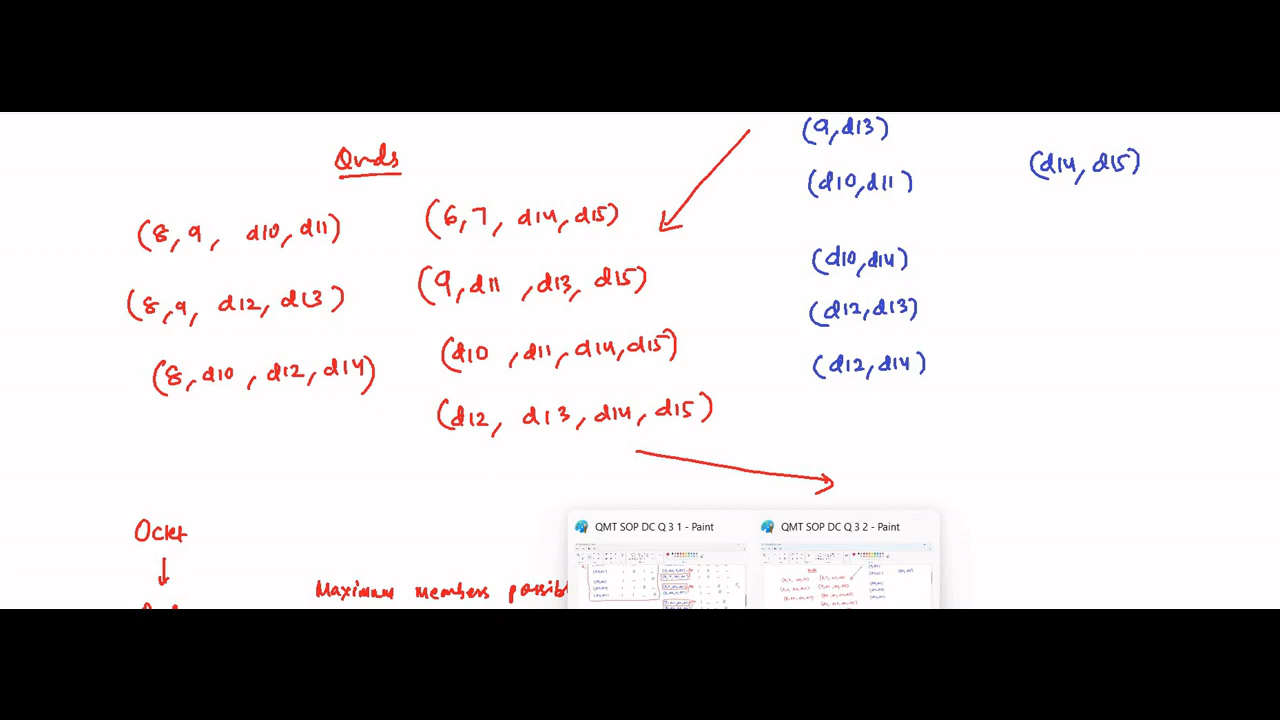 Quads
(8, 9, d10, d11)
(8, 9, d12, d13)
(8, d10, d12, d14)
(6, 7, d14, d15)
(9, d11, d13, d15)
(d10, d11, d14, d15)
(d12, d13, d14, d15)
(9, d13)
(d10, d11)
(d10, d14)
(d12, d13)
(d12, d14)
(d14, d15)
Octet
Maximum members
QMT SOP DC Q 3 1 - Paint
QMT SOP DC Q 3 2 - Paint